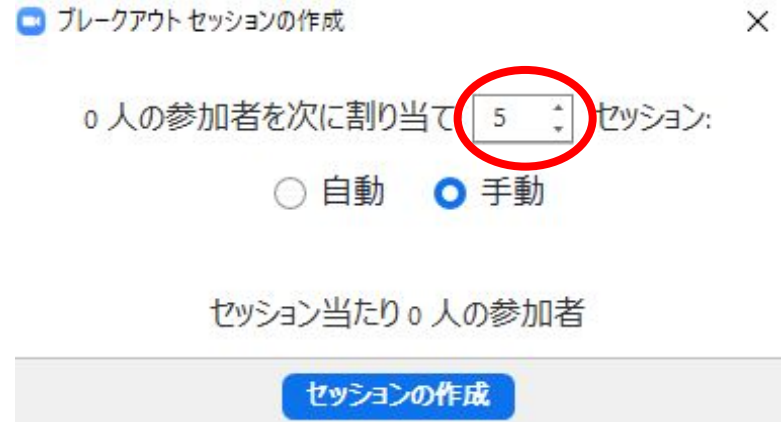 ブレークアウト セッションの作成
0 人の参加者を次に割り当て 5 セッション:
自動 手動
セッション当たり 0 人の参加者
セッションの作成